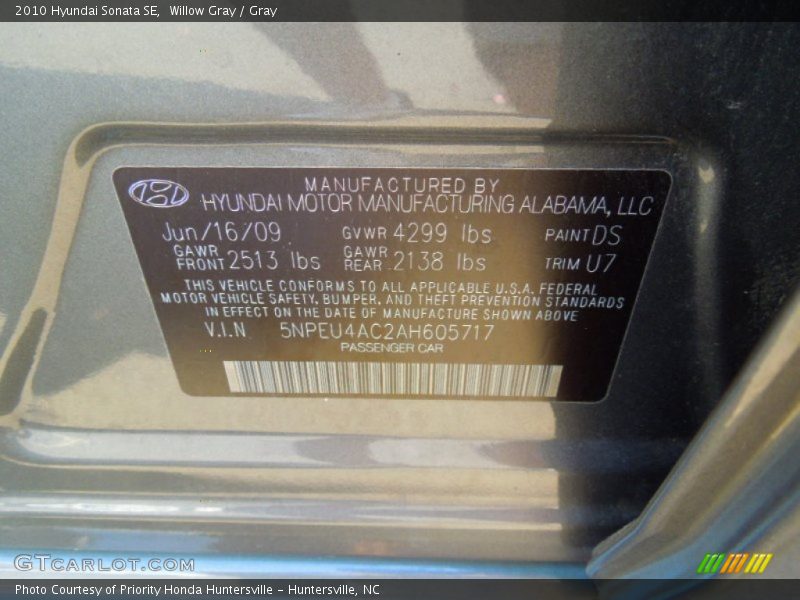 2010 Hyundai Sonata SE, Willow Gray / Gray
MANUFACTURED BY
HYUNDAI MOTOR MANUFACTURING ALABAMA, LLC
Jun/16/09 GVWR 4299 lbs PAINT DS
GAWR FRONT 2513 lbs GAWR REAR 2138 lbs TRIM U7
THIS VEHICLE CONFORMS TO ALL APPLICABLE U.S.A. FEDERAL
MOTOR VEHICLE SAFETY, BUMPER, AND THEFT PREVENTION STANDARDS
IN EFFECT ON THE DATE OF MANUFACTURE SHOWN ABOVE
V.I.N 5NPEU4AC2AH605717
PASSENGER CAR
GTCARLOT.COM
Photo Courtesy of Priority Honda Huntersville - Huntersville, NC